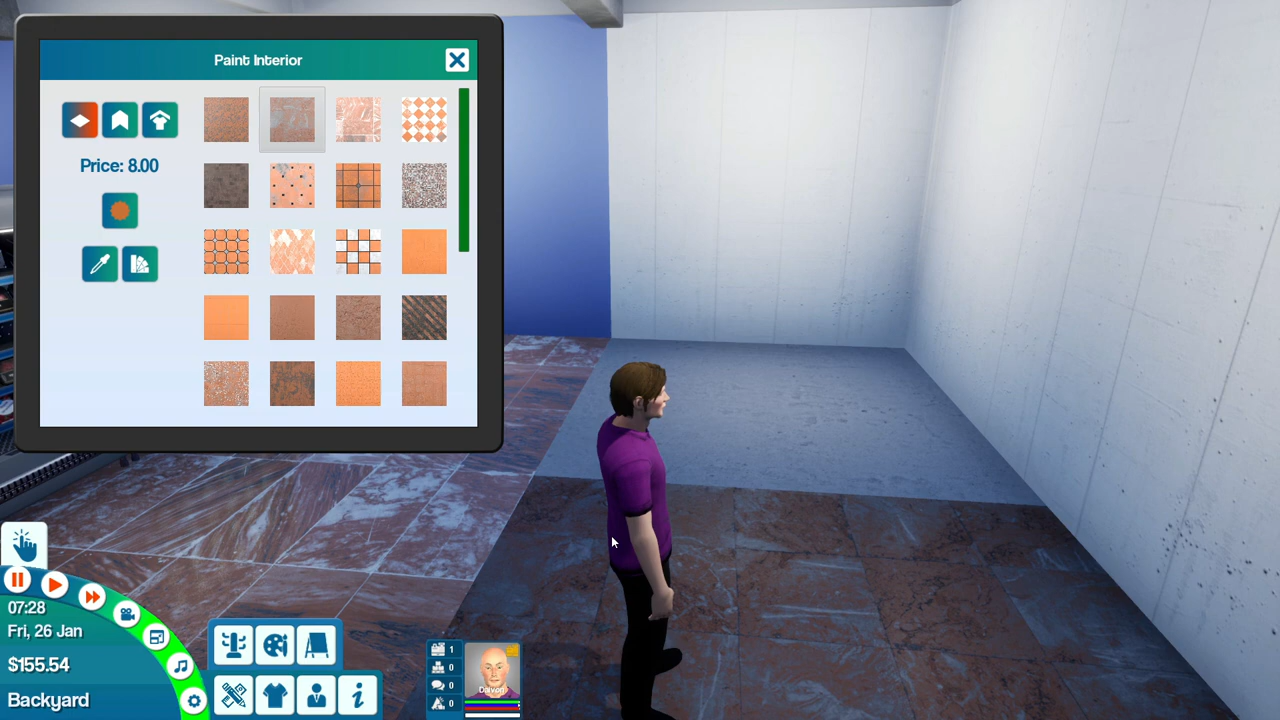 Paint Interior
Price: 8.00
07:28
Fri, 26 Jan
$155.54
Backyard
1
0
0
0